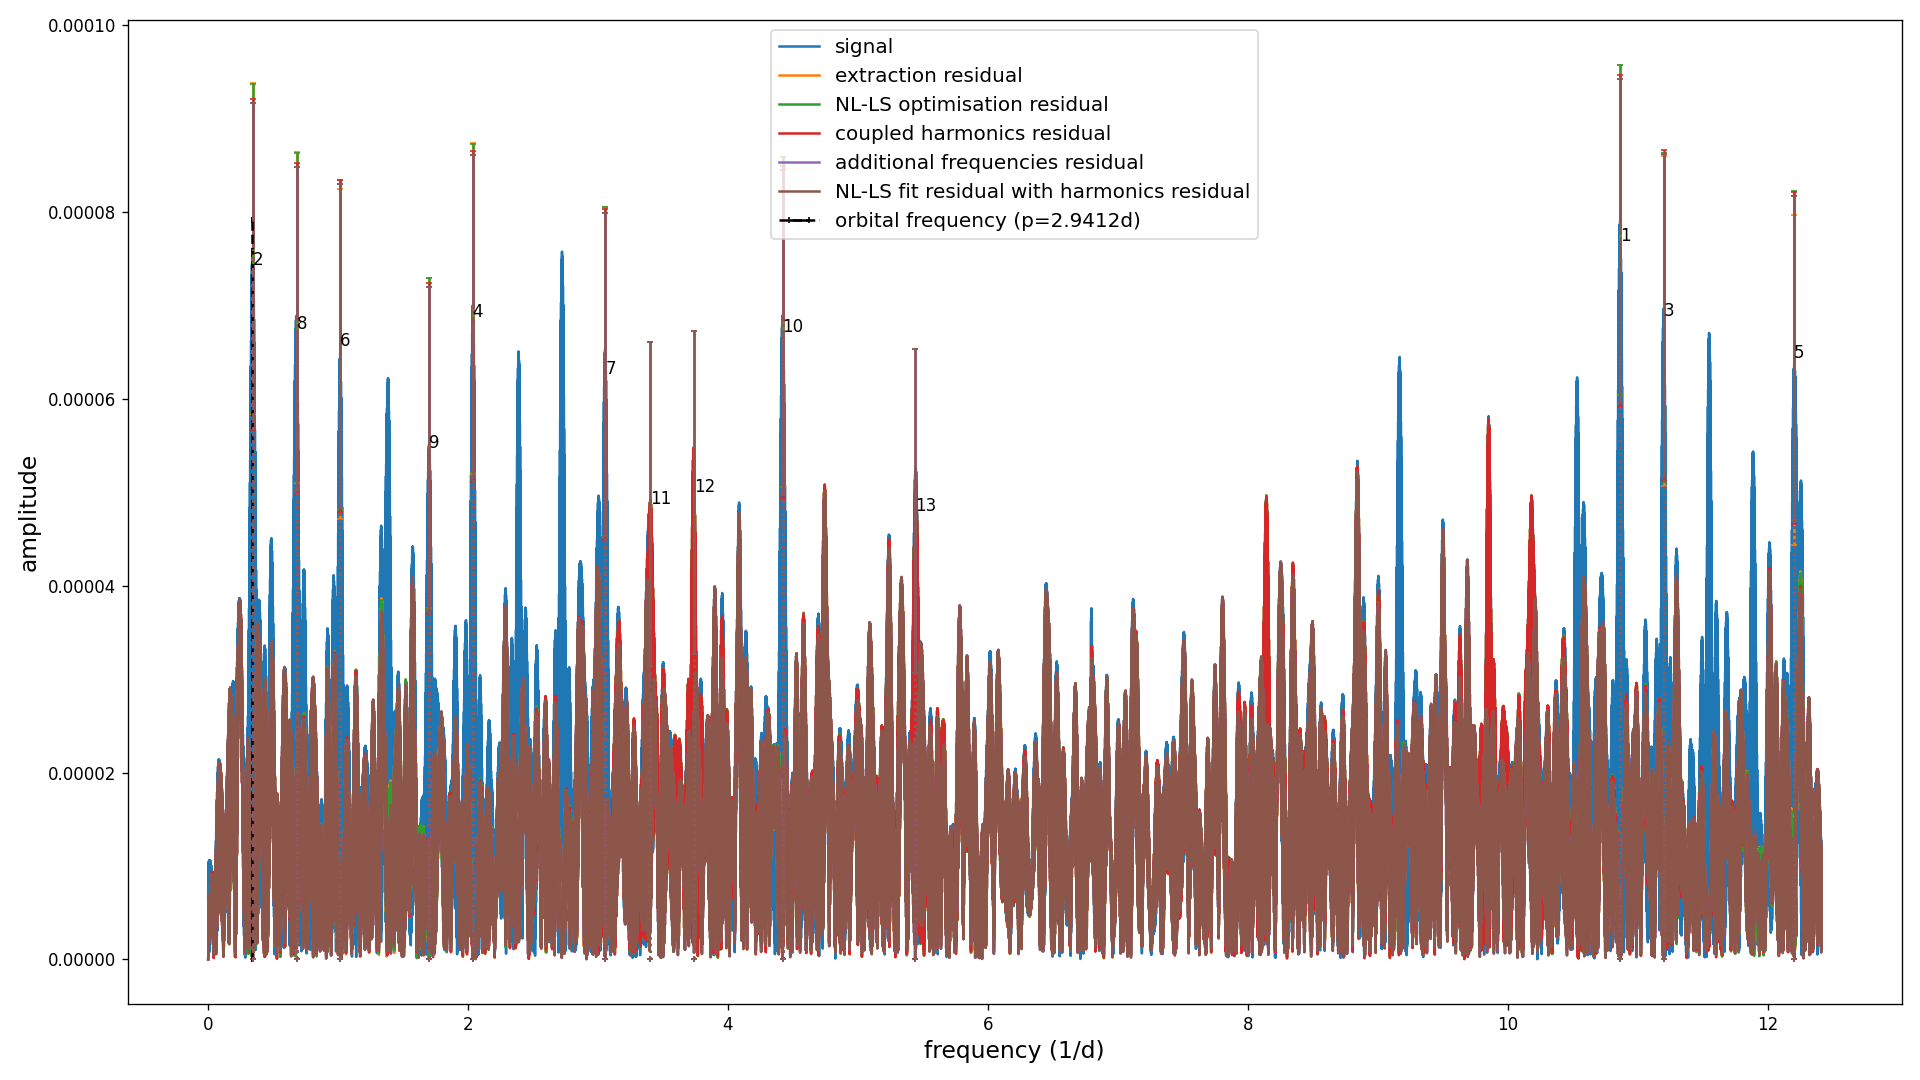 signal
extraction residual
NL-LS optimisation residual
coupled harmonics residual
additional frequencies residual
NL-LS fit residual with harmonics residual
orbital frequency (p=2.9412d)
0.00010
0.00008
0.00006
0.00004
0.00002
0.00000
amplitude
2
8
6
9
4
7
11
12
10
13
1
3
5
0 2 4 6 8 10 12
frequency (1/d)